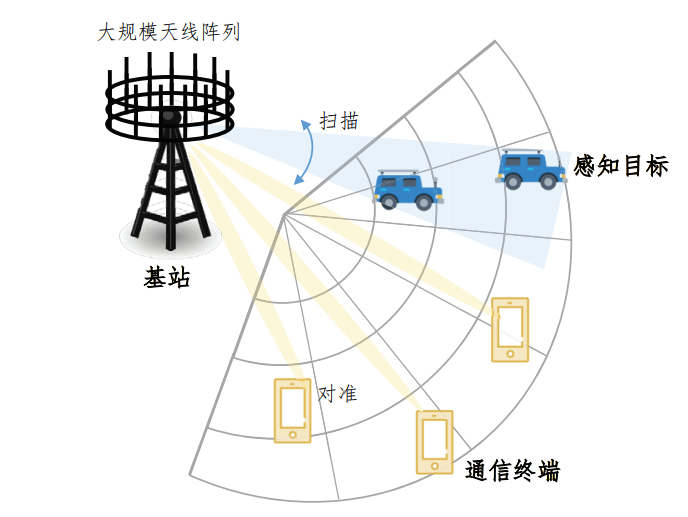 大规模天线阵列
扫描
感知目标
基站
对准
通信终端